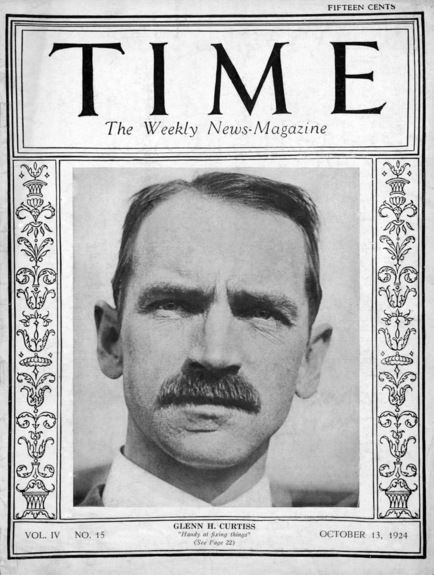 FIFTEEN CENTS
TIME
The Weekly News-Magazine
GLENN H. CURTISS
"Handy at fixing things"
(See Page 22)
VOL. IV NO. 15
OCTOBER 13, 1924